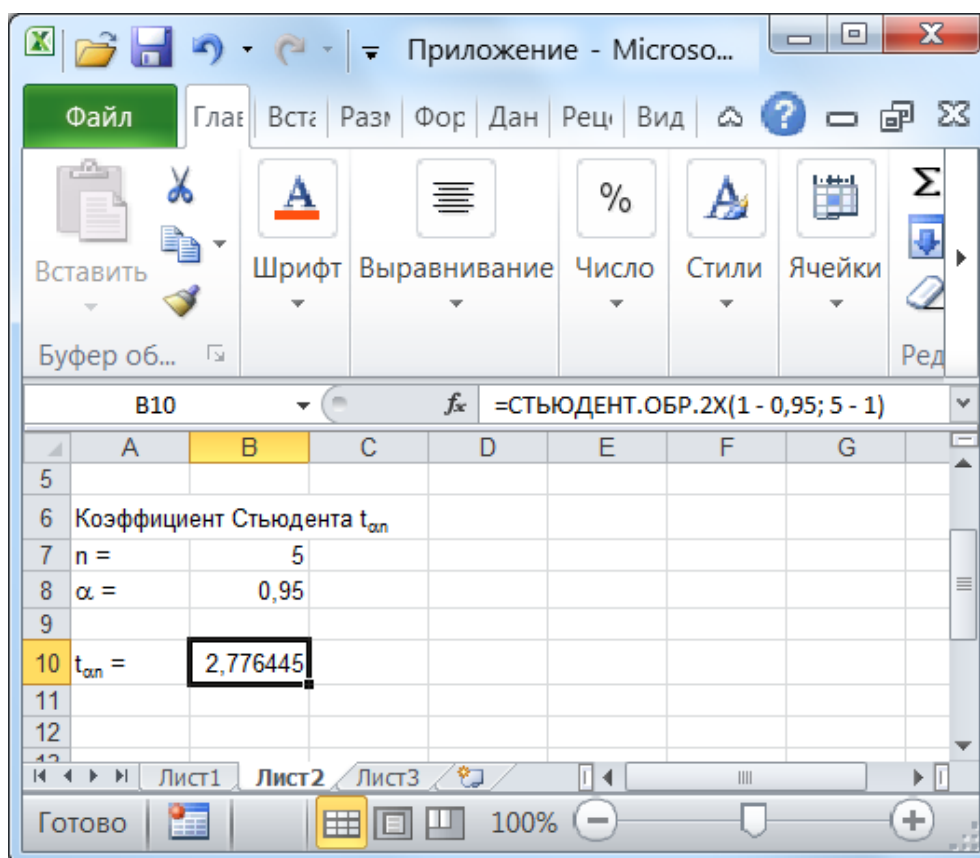 Приложение - Microso...
Файл Глав Вста Разм Фор Дан Реце Вид
Вставить Шрифт Выравнивание % Число Стили Ячейки Σ
Буфер об... Ред
B10 fx =СТЬЮДЕНТ.ОБР.2Х(1 - 0,95; 5 - 1)
A B C D E F G
5
6 Коэффициент Стьюдента tαn
7 n = 5
8 α = 0,95
9
10 tαn = 2,776445
11
12
Лист1 Лист2 Лист3
Готово 100%